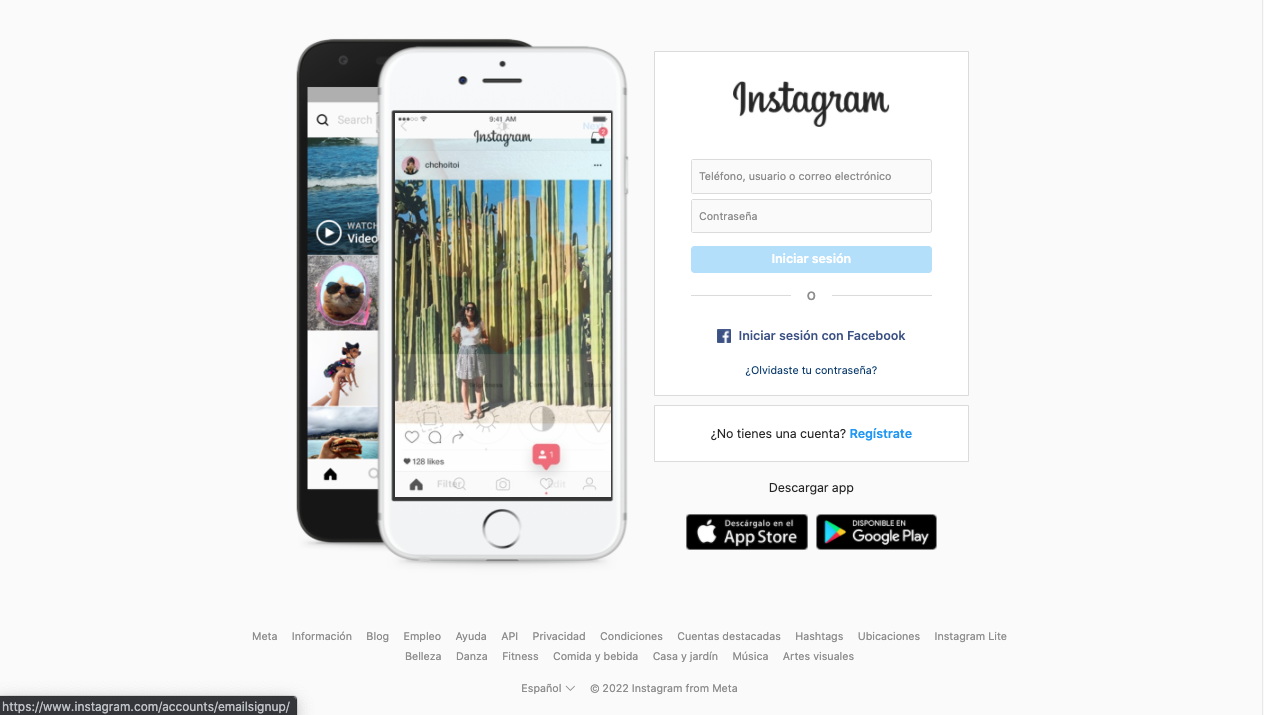 Search
WATCH
Video
9:41 AM
Instagram
2
chchoitoi
128 likes
1
Filter
Edit
Instagram
Teléfono, usuario o correo electrónico
Contraseña
Iniciar sesión
O
Iniciar sesión con Facebook
¿Olvidaste tu contraseña?
¿No tienes una cuenta? Regístrate
Descargar app
Descárgalo en el
App Store
DISPONIBLE EN
Google Play
Meta Información Blog Empleo Ayuda API Privacidad Condiciones Cuentas destacadas Hashtags Ubicaciones Instagram Lite
Belleza Danza Fitness Comida y bebida Casa y jardín Música Artes visuales
Español © 2022 Instagram from Meta
https://www.instagram.com/accounts/emailsignup/